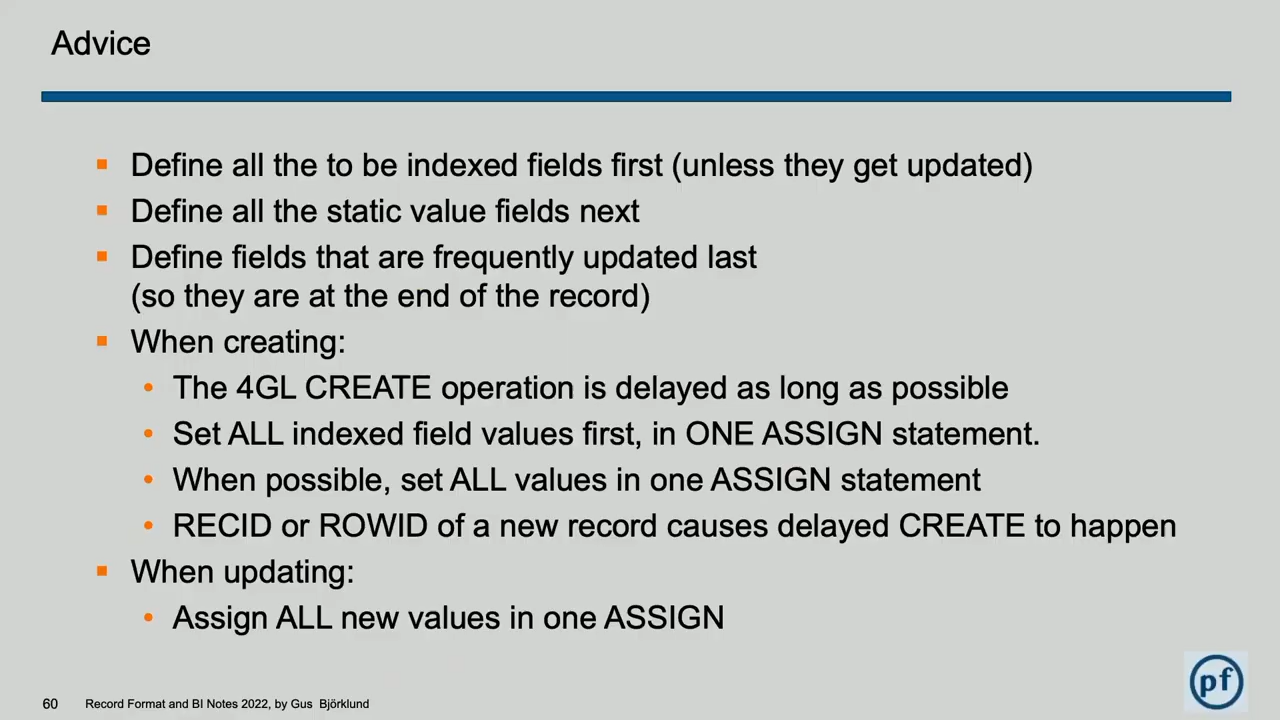 Advice
Define all the to be indexed fields first (unless they get updated)
Define all the static value fields next
Define fields that are frequently updated last
(so they are at the end of the record)
When creating:
The 4GL CREATE operation is delayed as long as possible
Set ALL indexed field values first, in ONE ASSIGN statement.
When possible, set ALL values in one ASSIGN statement
RECID or ROWID of a new record causes delayed CREATE to happen
When updating:
Assign ALL new values in one ASSIGN
60 Record Format and BI Notes 2022, by Gus Björklund
pf